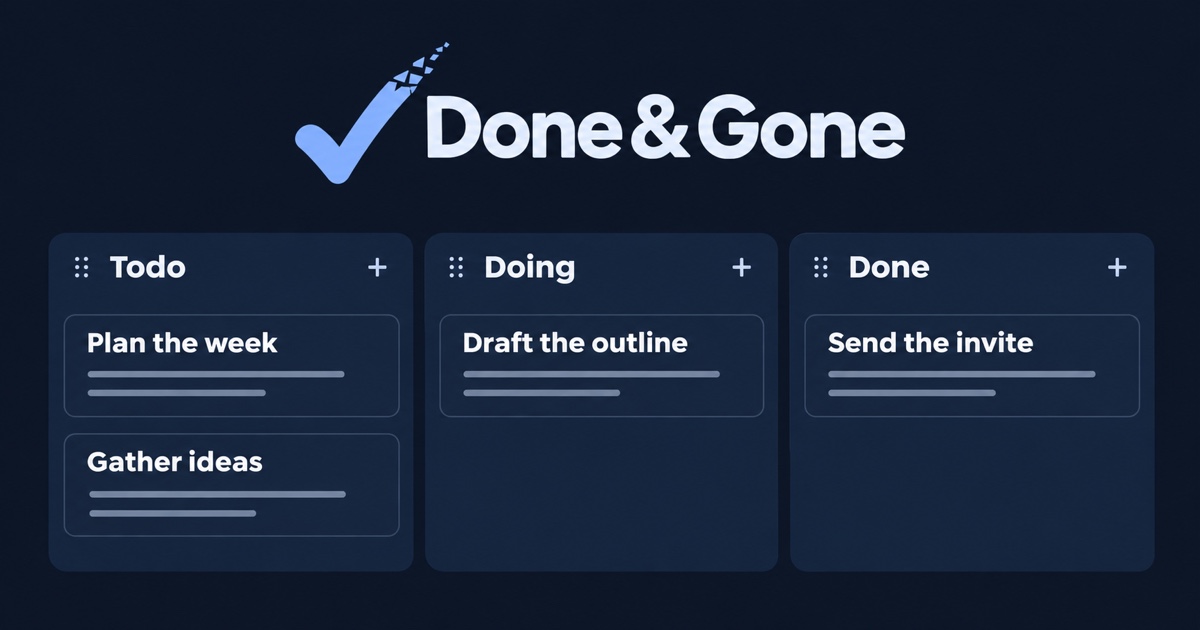 Done & Gone
Todo
Plan the week
Gather ideas
Doing
Draft the outline
Done
Send the invite